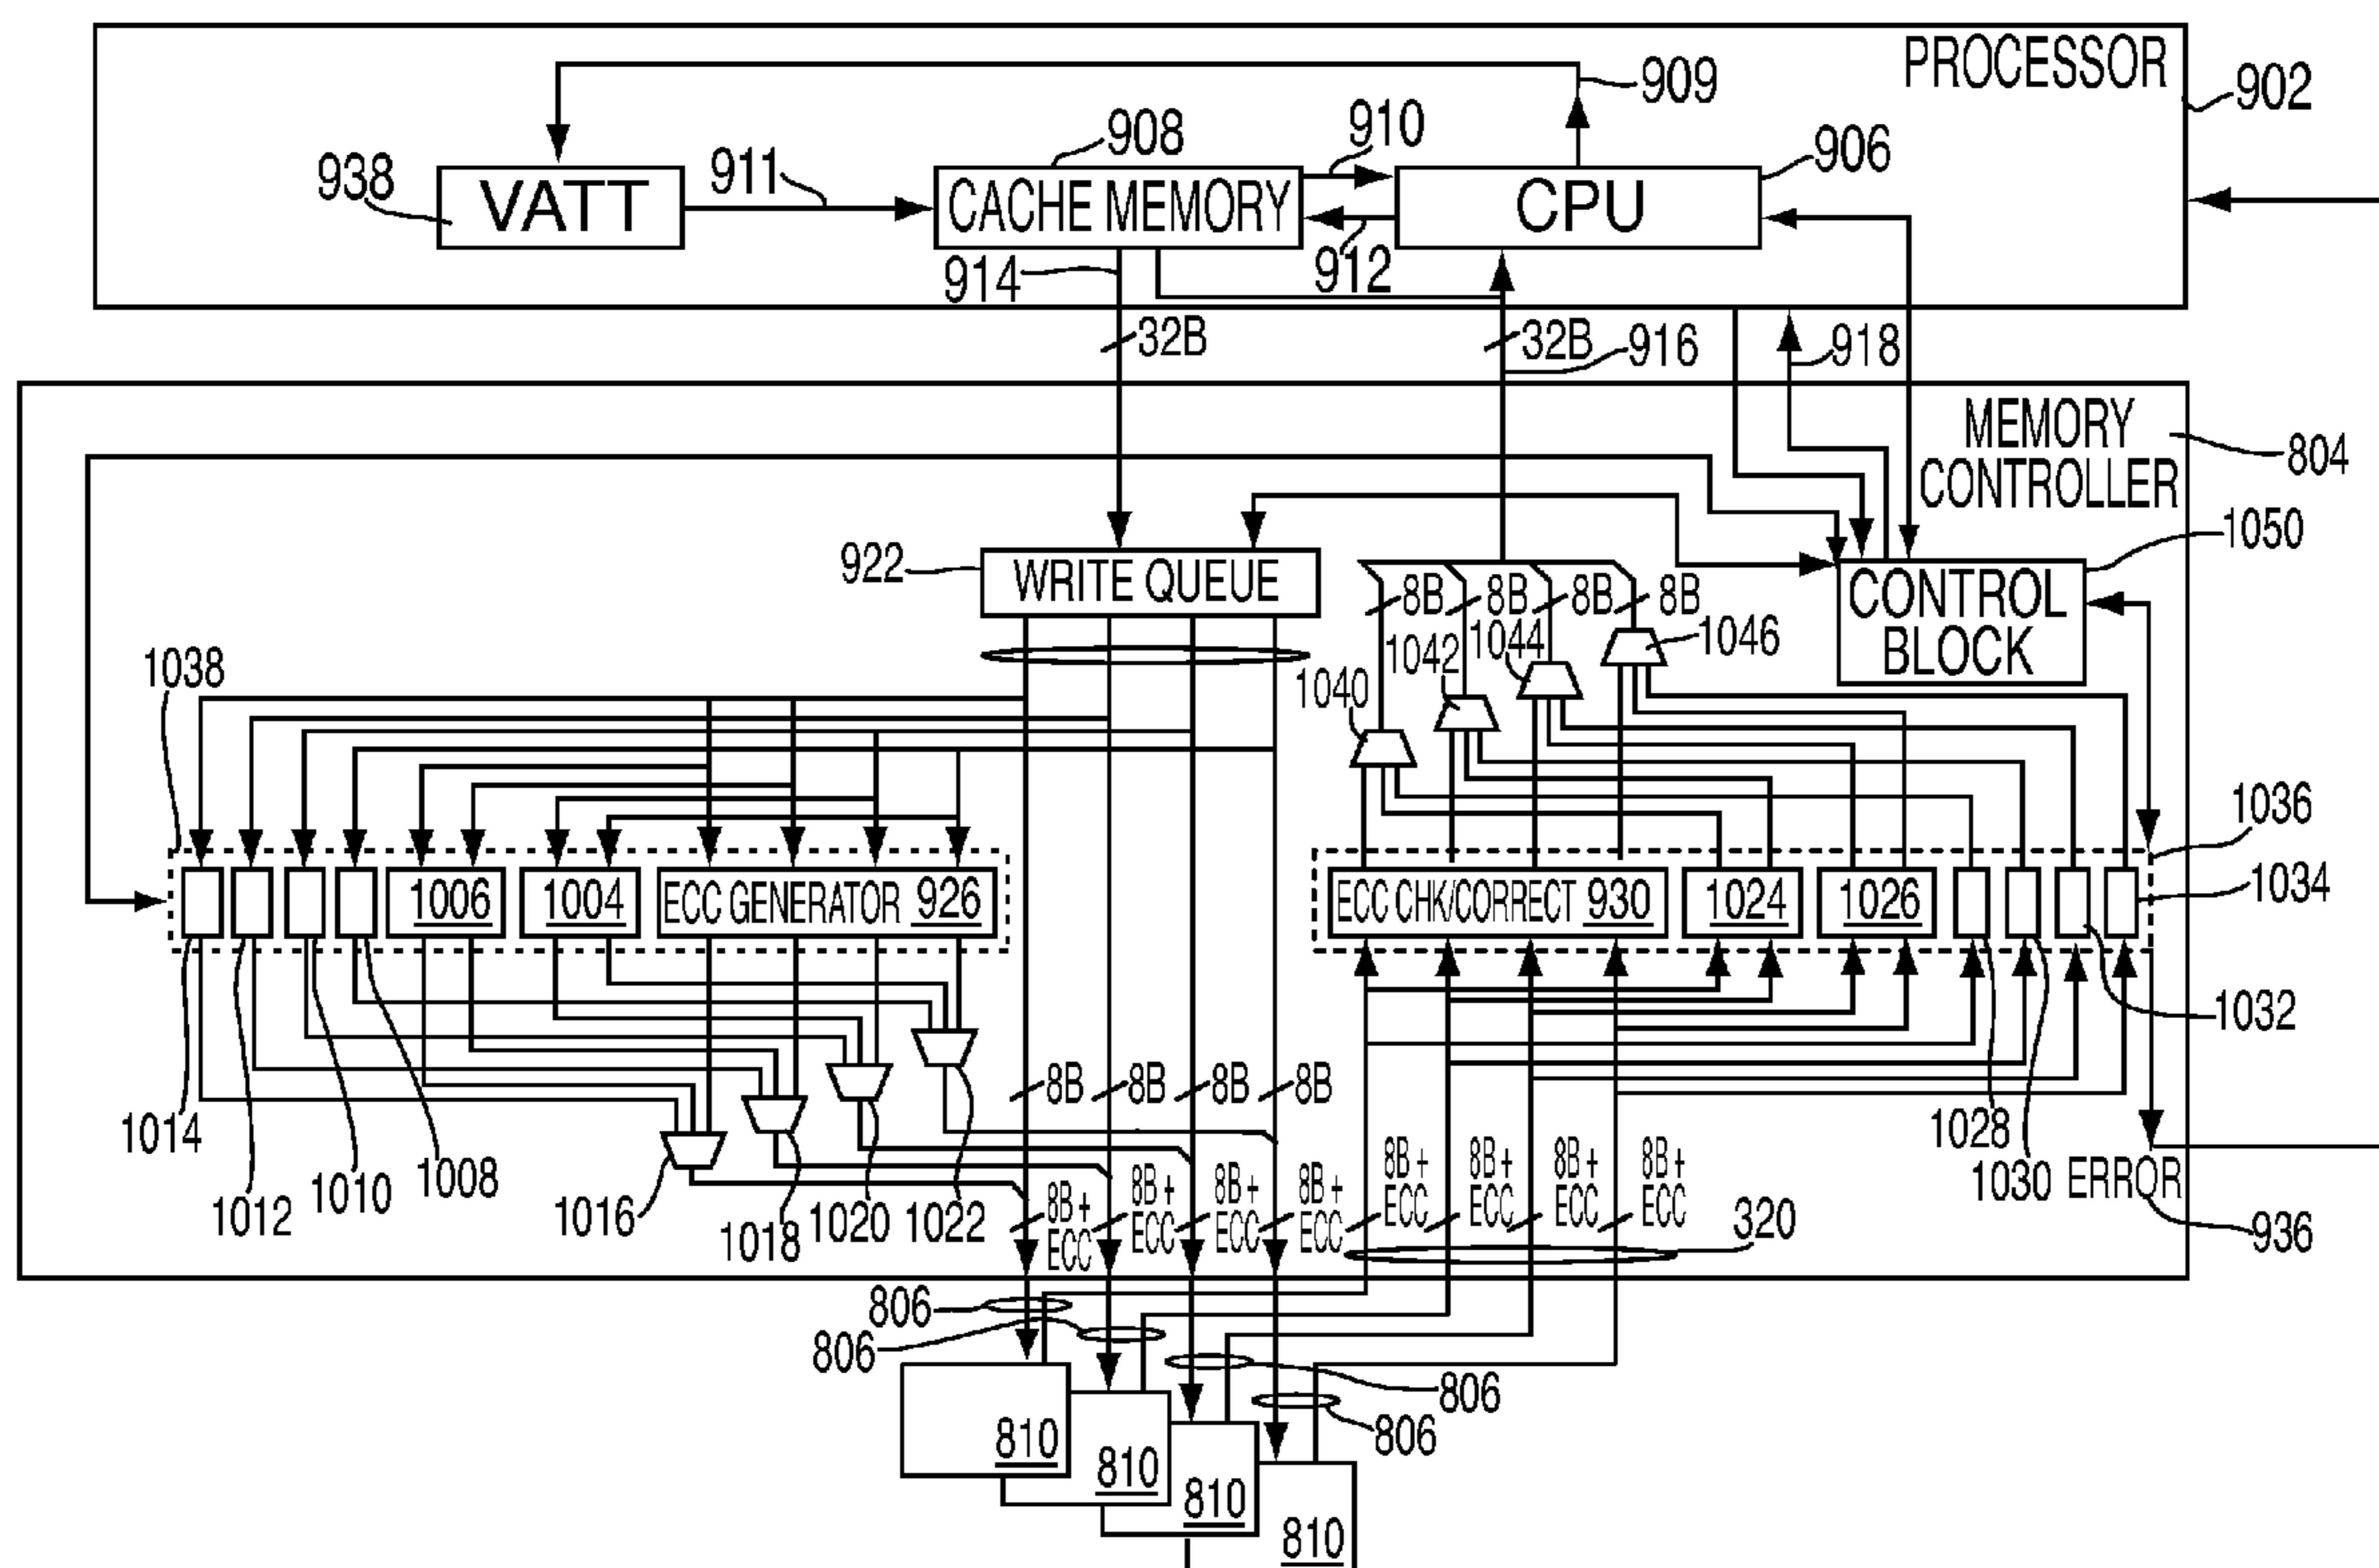 PROCESSOR
902
909
908
910
906
938
VATT
911
CACHE MEMORY
CPU
914
912
32B
32B
916
918
MEMORY
CONTROLLER
804
1050
922
WRITE QUEUE
8B
8B
8B
8B
CONTROL
BLOCK
1038
1040
1042
1044
1046
1036
1006
1004
ECC GENERATOR 926
ECC CHK/CORRECT 930
1024
1026
1034
1032
8B
8B
8B
8B
1014
1012
1010
1008
1016
1018
1020
1022
8B +
ECC
8B +
ECC
8B +
ECC
8B +
ECC
8B +
ECC
8B +
ECC
8B +
ECC
8B +
ECC
1028
1030
ERROR
936
320
806
806
806
806
810
810
810
810